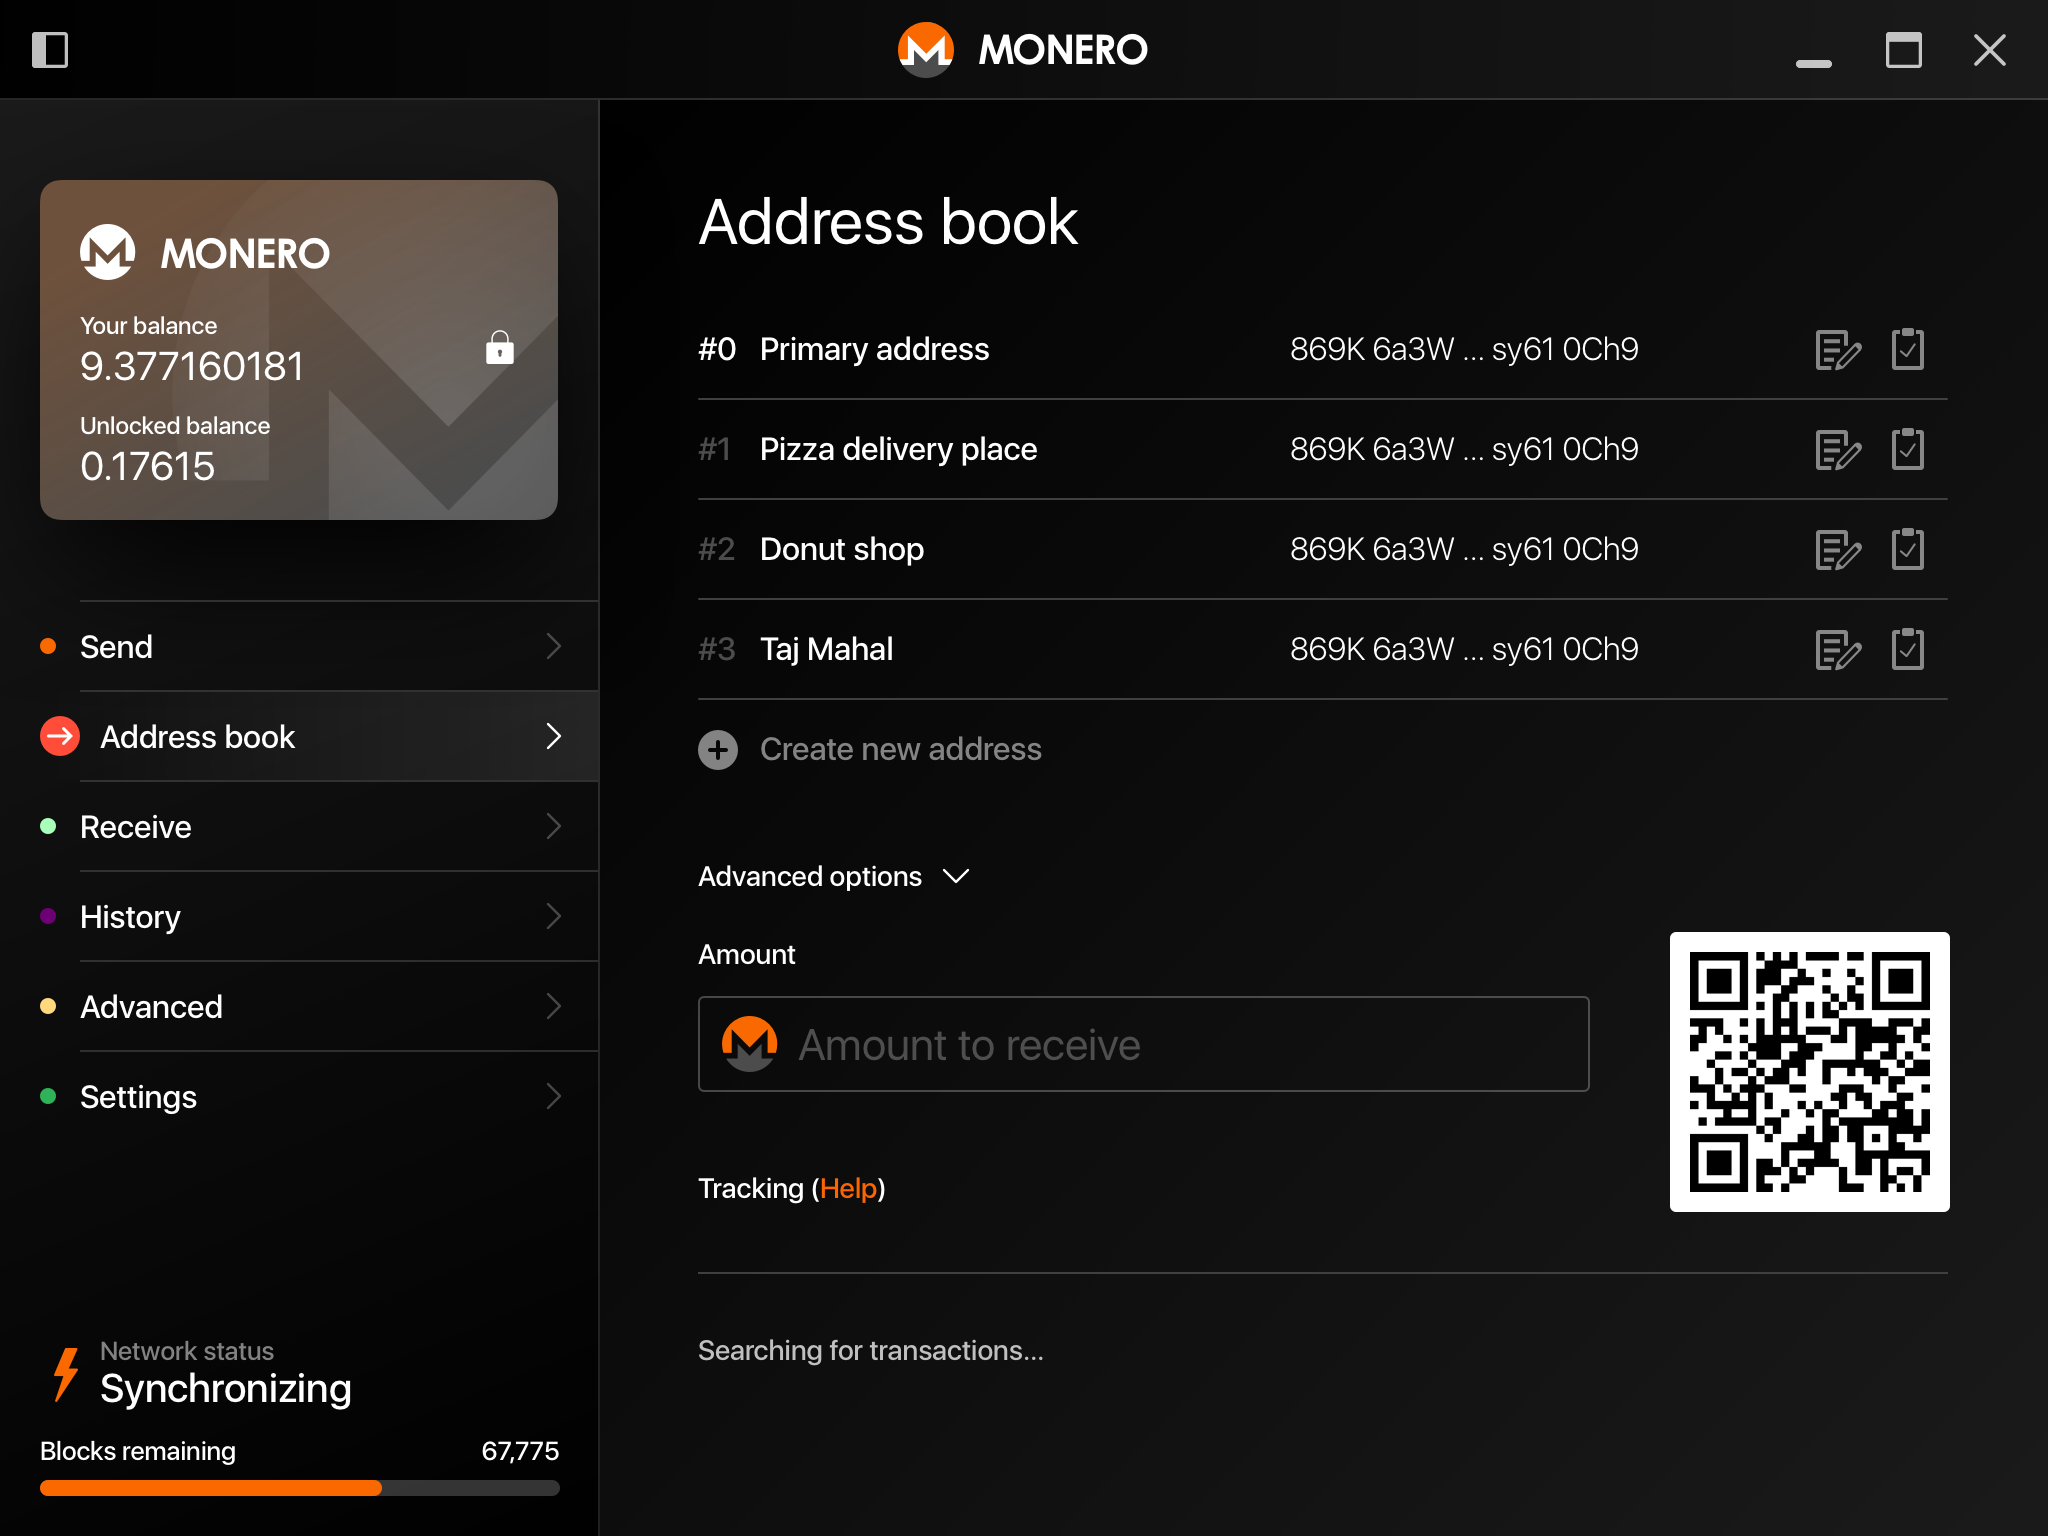 MONERO
MONERO
Your balance
9.377160181
Unlocked balance
0.17615
Send
Address book
Receive
History
Advanced
Settings
Network status
Synchronizing
Blocks remaining 67,775
Address book
#0 Primary address 869K 6a3W ... sy61 0Ch9
#1 Pizza delivery place 869K 6a3W ... sy61 0Ch9
#2 Donut shop 869K 6a3W ... sy61 0Ch9
#3 Taj Mahal 869K 6a3W ... sy61 0Ch9
Create new address
Advanced options
Amount
Amount to receive
Tracking (Help)
Searching for transactions...